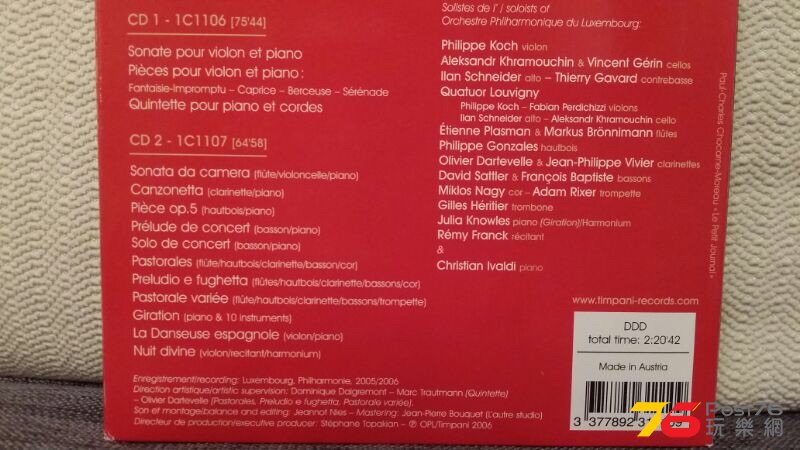 CD 1 - 1C1106 [75'44]
Sonate pour violon et piano
Pièces pour violon et piano :
Fantaisie-Impromptu – Caprice – Berceuse – Sérénade
Quintette pour piano et cordes
CD 2 - 1C1107 [64'58]
Sonata da camera (flûte/violoncelle/piano)
Canzonetta (clarinette/piano)
Pièce op.5 (hautbois/piano)
Prélude de concert (basson/piano)
Solo de concert (basson/piano)
Pastorales (flûte/hautbois/clarinette/basson/cor)
Preludio e fughetta (flûtes/hautbois/clarinette/bassons/cor)
Pastorale variée (flûte/hautbois/clarinette/bassons/trompette)
Giration (piano & 10 instruments)
La Danseuse espagnole (violon/piano)
Nuit divine (violon/recitant/harmonium)
Enregistrement/recording: Luxembourg, Philharmonie, 2005/2006
Direction artistique/artistic supervision: Dominique Daigremont – Marc Trautmann (Quintette)
– Olivier Dartevelle (Pastorales, Preludio e fughetta, Pastorale variée).
Son et montage/balance and editing: Jeannot Nies – Mastering: Jean-Pierre Bouquet (L'autre studio)
Directeur de production/executive producer: Stéphane Topakian – ℗ OPL/Timpani 2006
Solistes de l' / soloists of
Orchestre Philharmonique du Luxembourg:
Philippe Koch violon
Aleksandr Khramouchin & Vincent Gérin cellos
Ilan Schneider alto – Thierry Gavard contrebasse
Quatuor Louvigny
Philippe Koch – Fabian Perdichizzi violons
Ilan Schneider alto – Aleksandr Khramouchin cello
Étienne Plasman & Markus Brönnimann flûtes
Philippe Gonzales hautbois
Olivier Dartevelle & Jean-Philippe Vivier clarinettes
David Sattler & François Baptiste bassons
Miklos Nagy cor – Adam Rixer trompette
Gilles Héritier trombone
Julia Knowles piano (Giration)/Harmonium
Rémy Franck récitant
&
Christian Ivaldi piano
www.timpani-records.com
DDD
total time: 2:20'42
Made in Austria
3 377892
Paul-Charles Chocarne-Moreau « Le Petit Journal »
76 Post76
玩樂網